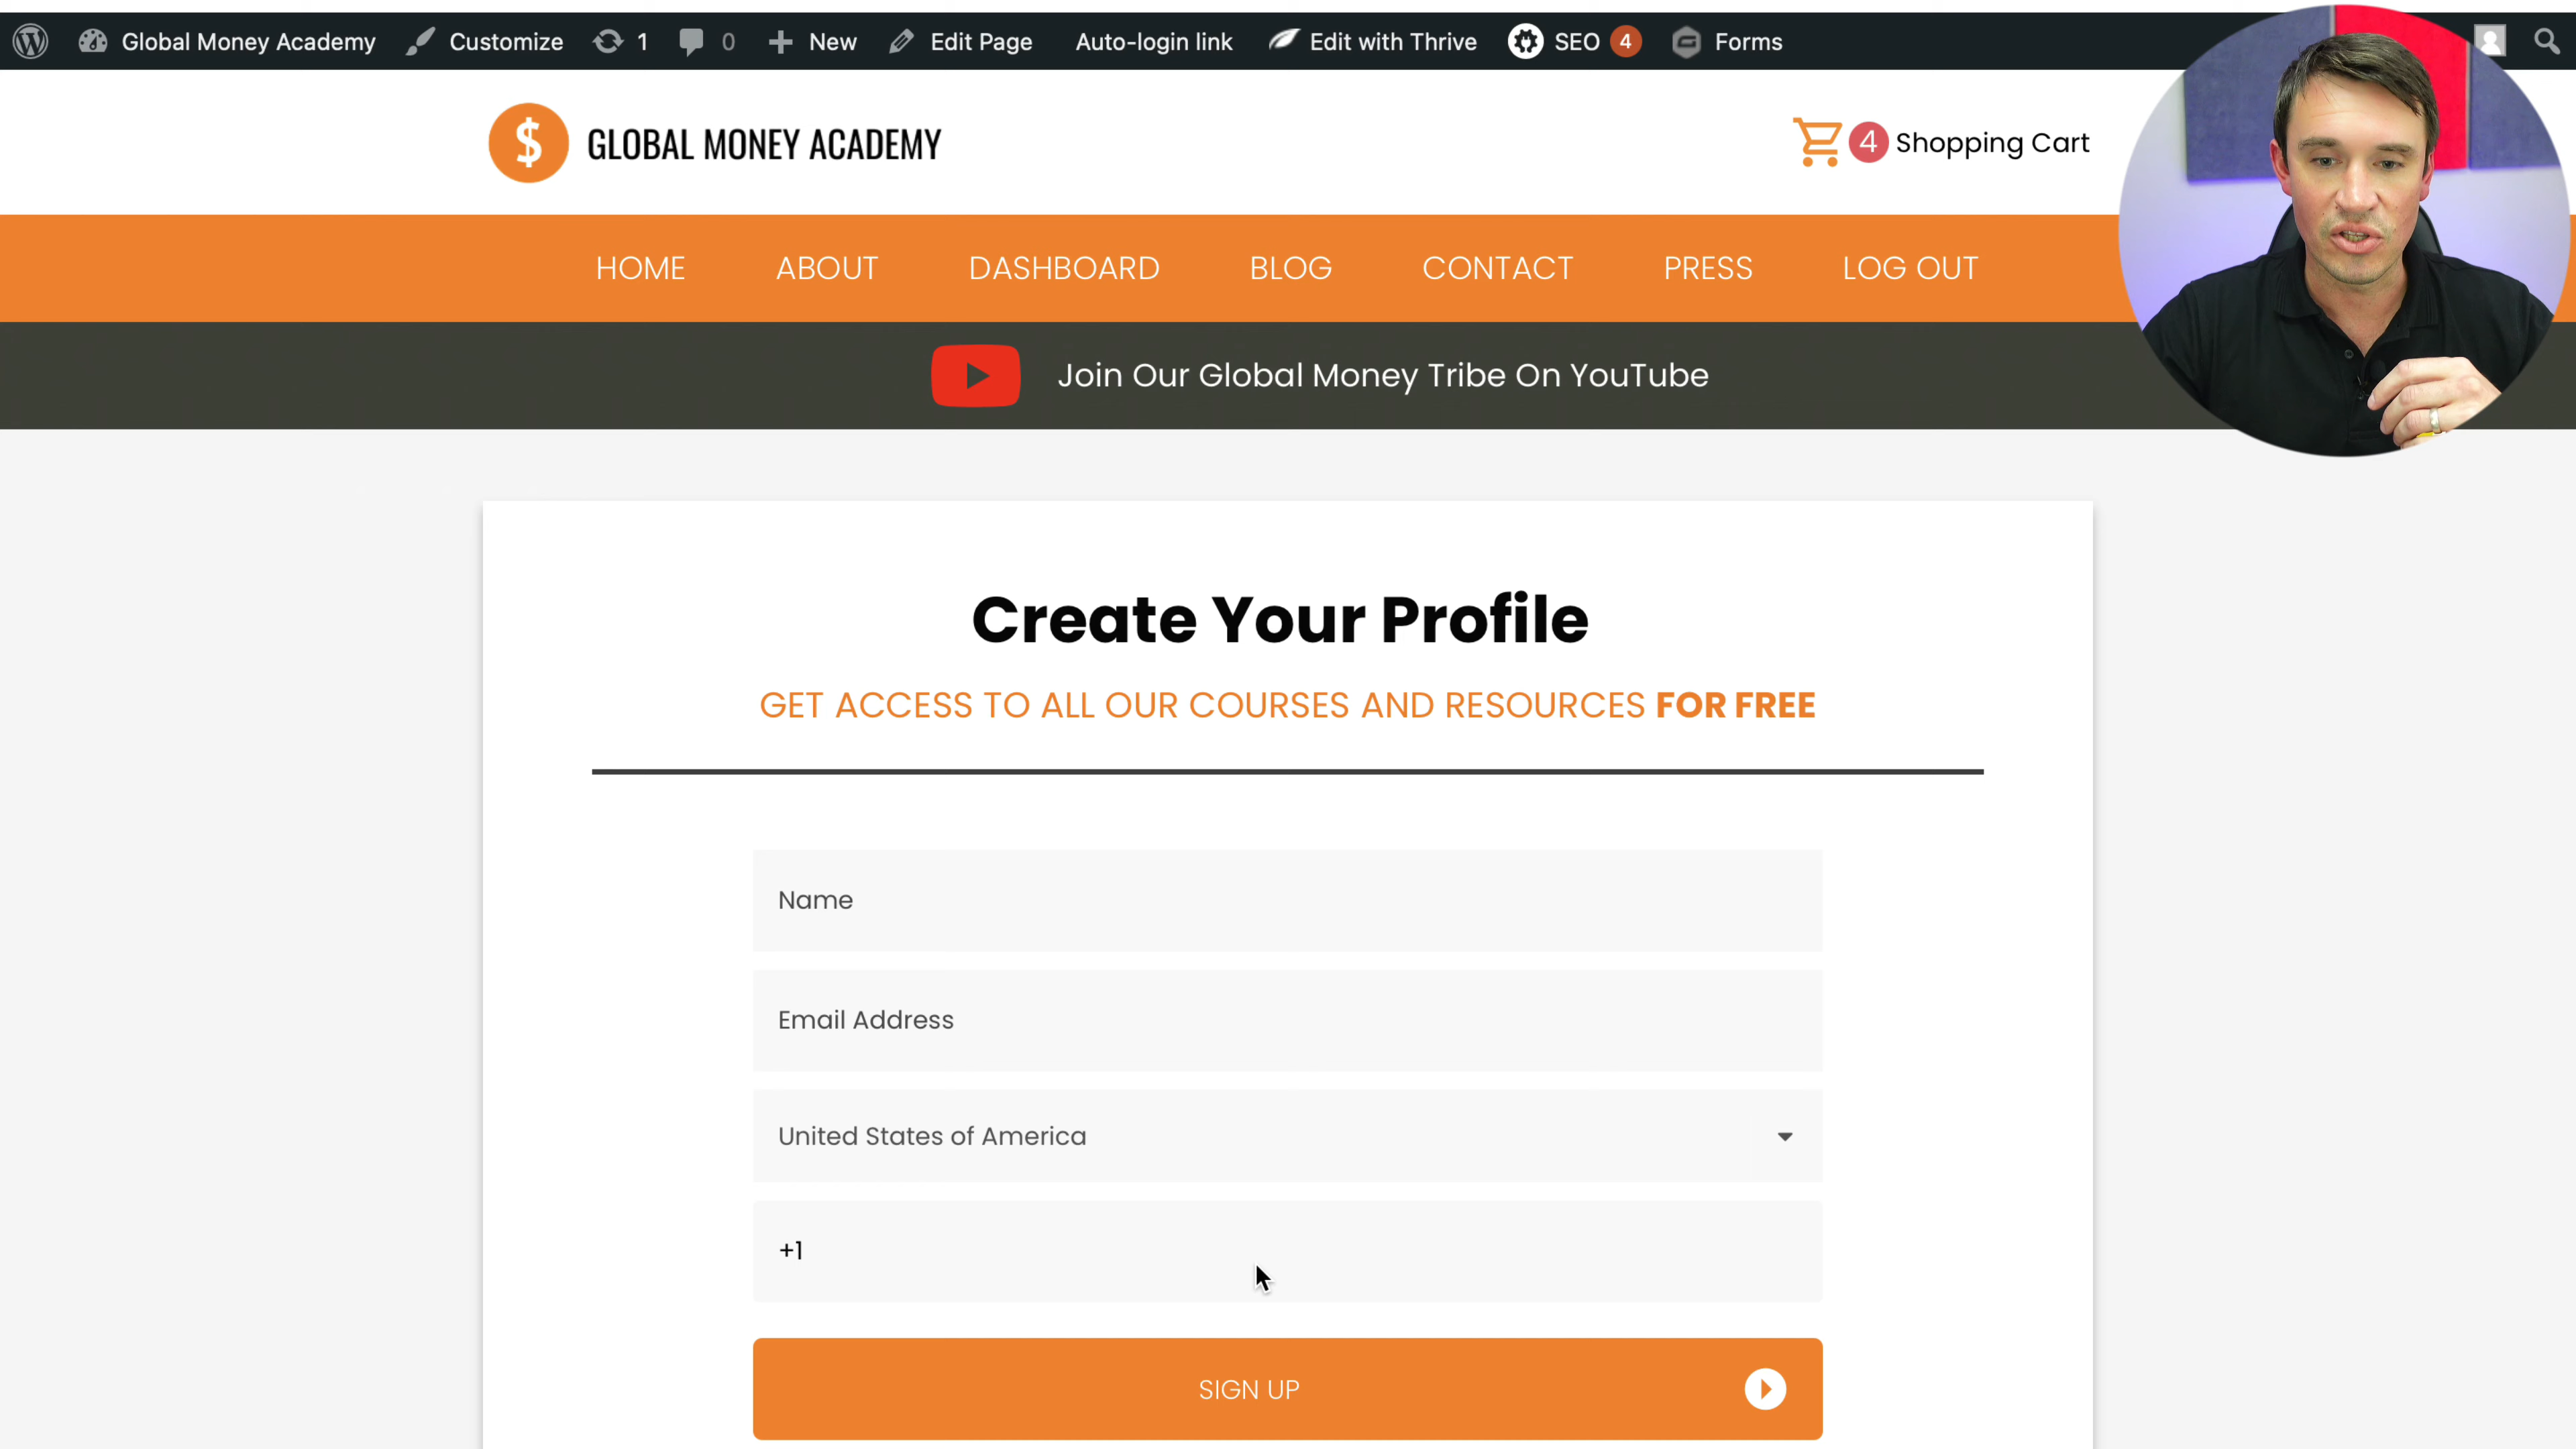 Global Money Academy Customize 1 0 New Edit Page Auto-login link Edit with Thrive SEO 4 Forms
$ GLOBAL MONEY ACADEMY
4 Shopping Cart
HOME ABOUT DASHBOARD BLOG CONTACT PRESS LOG OUT
Join Our Global Money Tribe On YouTube
Create Your Profile
GET ACCESS TO ALL OUR COURSES AND RESOURCES FOR FREE
Name
Email Address
United States of America
+1
SIGN UP